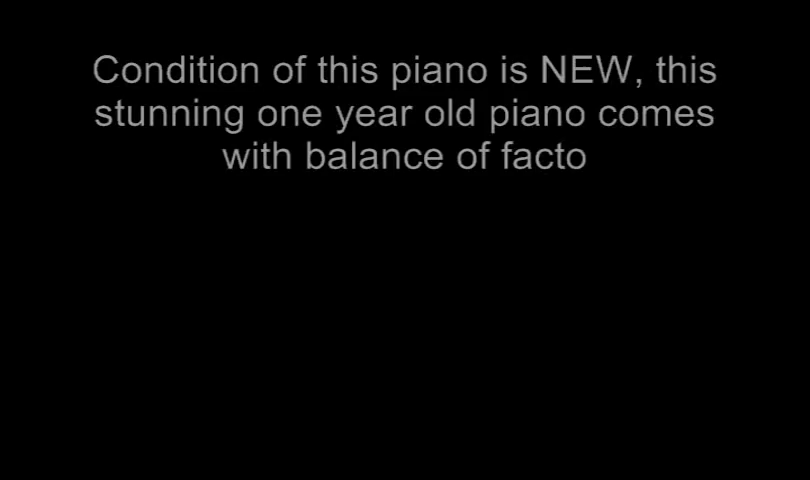 Condition of this piano is NEW, this
stunning one year old piano comes
with balance of facto